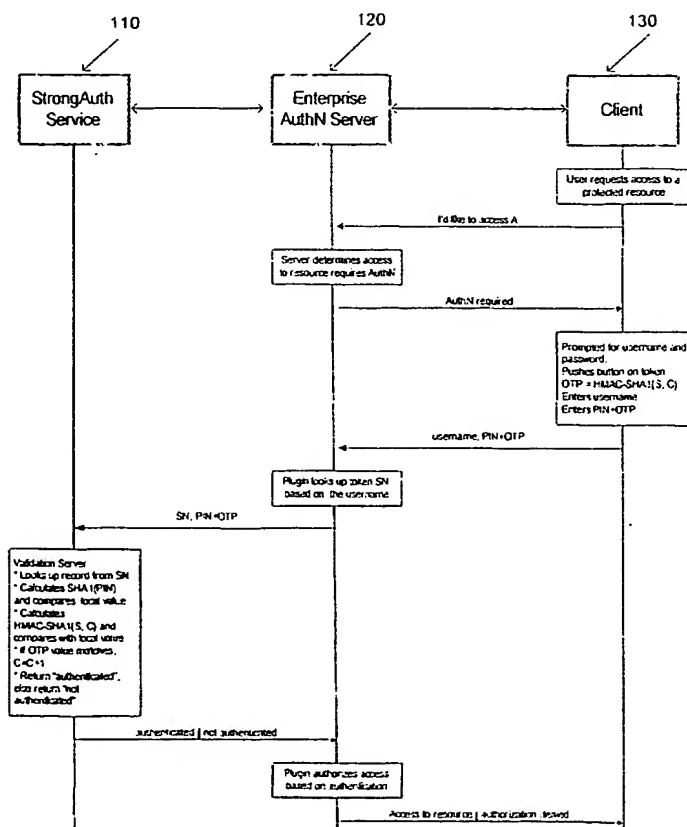 110
120
130
StrongAuth
Service
Enterprise
AuthN Server
Client
User requests access to a
protected resource
I'd like to access A
Server determines access
to resource requires AuthN
AuthN required
Prompted for username and
password.
Pushes button on token
OTP = HMAC-SHA1(S, C)
Enters username
Enters PIN+OTP
username, PIN+OTP
Plugin looks up token SN
based on the username
SN, PIN+OTP
Validation Server
* Looks up record from SN
* Calculates SHA1(PIN)
and compares local value
* Calculates
HMAC-SHA1(S, C) and
compares with local value
* If OTP value matches,
C=C+1
* Return "authenticated",
else return "not
authenticated"
authenticated | not authenticated
Plugin authorizes access
based on authentication
Access to resource | authorization denied